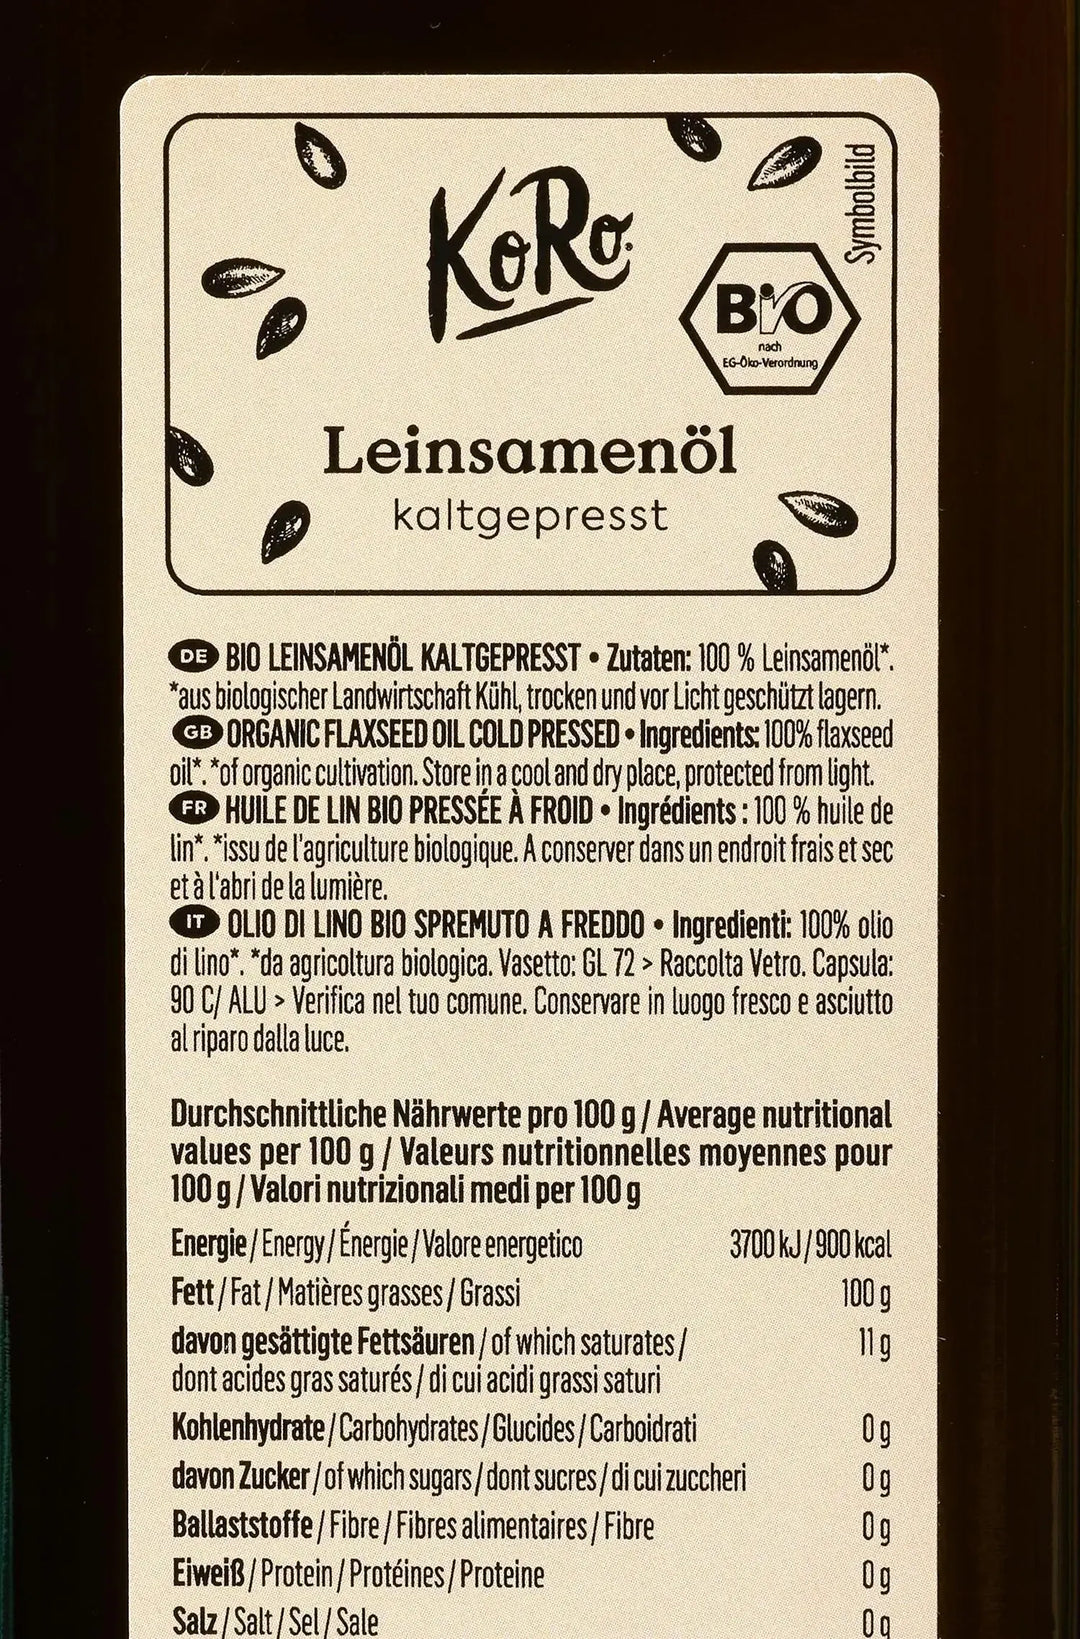 KoRo
Symbolbild
BiO
nach
EG-Öko-Verordnung
Leinsamenöl
kaltgepresst
DE BIO LEINSAMENÖL KALTGEPRESST • Zutaten: 100 % Leinsamenöl*.
*aus biologischer Landwirtschaft Kühl, trocken und vor Licht geschützt lagern.
GB ORGANIC FLAXSEED OIL COLD PRESSED • Ingredients: 100% flaxseed
oil*. *of organic cultivation. Store in a cool and dry place, protected from light.
FR HUILE DE LIN BIO PRESSÉE À FROID • Ingrédients : 100 % huile de
lin*. *issu de l'agriculture biologique. A conserver dans un endroit frais et sec
et à l'abri de la lumière.
IT OLIO DI LINO BIO SPREMUTO A FREDDO • Ingredienti: 100% olio
di lino*. *da agricoltura biologica. Vasetto: GL 72 > Raccolta Vetro. Capsula:
90 C/ ALU > Verifica nel tuo comune. Conservare in luogo fresco e asciutto
al riparo dalla luce.
Durchschnittliche Nährwerte pro 100 g / Average nutritional
values per 100 g / Valeurs nutritionnelles moyennes pour
100 g / Valori nutrizionali medi per 100 g
Energie / Energy / Énergie / Valore energetico 3700 kJ / 900 kcal
Fett / Fat / Matières grasses / Grassi 100 g
davon gesättigte Fettsäuren / of which saturates / 11 g
dont acides gras saturés / di cui acidi grassi saturi
Kohlenhydrate / Carbohydrates / Glucides / Carboidrati 0 g
davon Zucker / of which sugars / dont sucres / di cui zuccheri 0 g
Ballaststoffe / Fibre / Fibres alimentaires / Fibre 0 g
Eiweiß / Protein / Protéines / Proteine 0 g
Salz / Salt / Sel / Sale 0 g